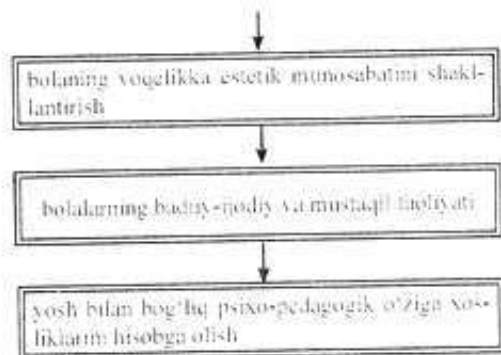 bolaning voqelikka estetik munosabatini shakl-
lantirish
bolalarning badiiy-ijodiy va mustaqil faoliyati
yosh bilan bog‘liq psixo-pedagogik o‘ziga xos-
liklarini hisobga olish